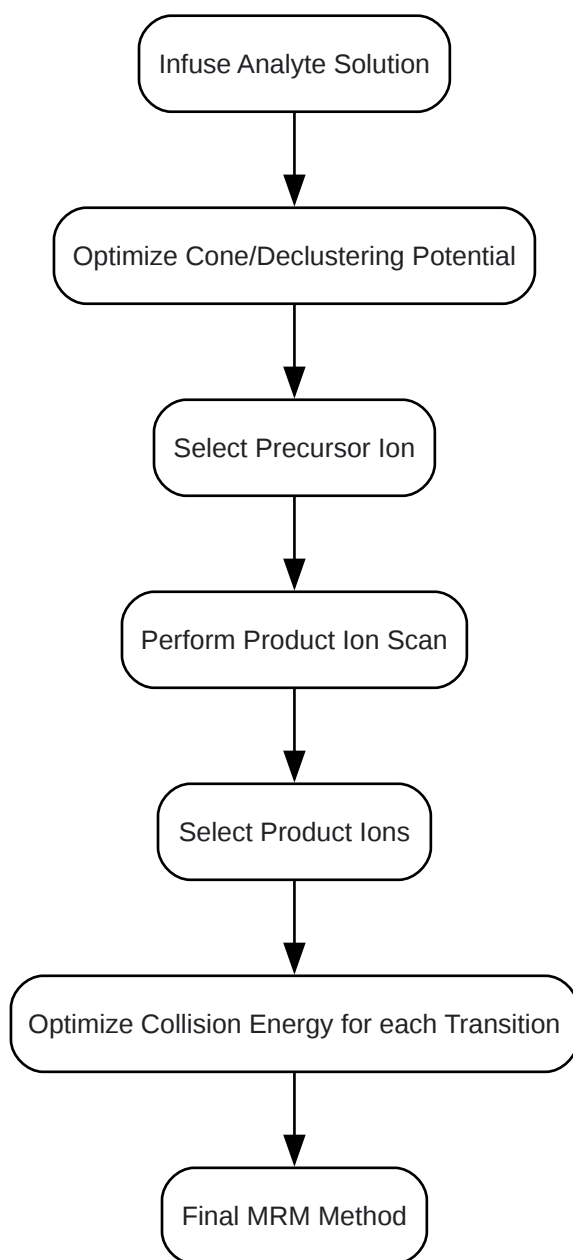 Infuse Analyte Solution
Optimize Cone/Declustering Potential
Select Precursor Ion
Perform Product Ion Scan
Select Product Ions
Optimize Collision Energy for each Transition
Final MRM Method